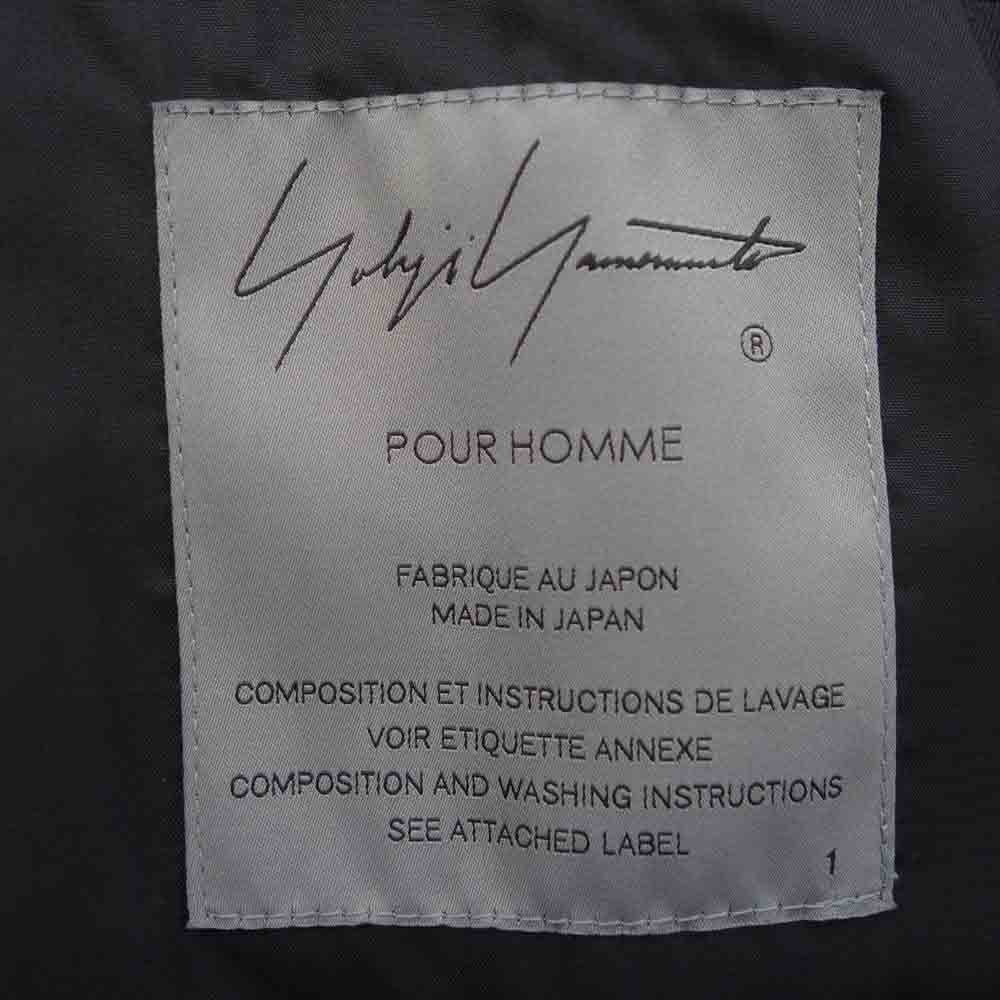 Yohji Yamamoto
®
POUR HOMME
FABRIQUE AU JAPON
MADE IN JAPAN
COMPOSITION ET INSTRUCTIONS DE LAVAGE
VOIR ETIQUETTE ANNEXE
COMPOSITION AND WASHING INSTRUCTIONS
SEE ATTACHED LABEL
1